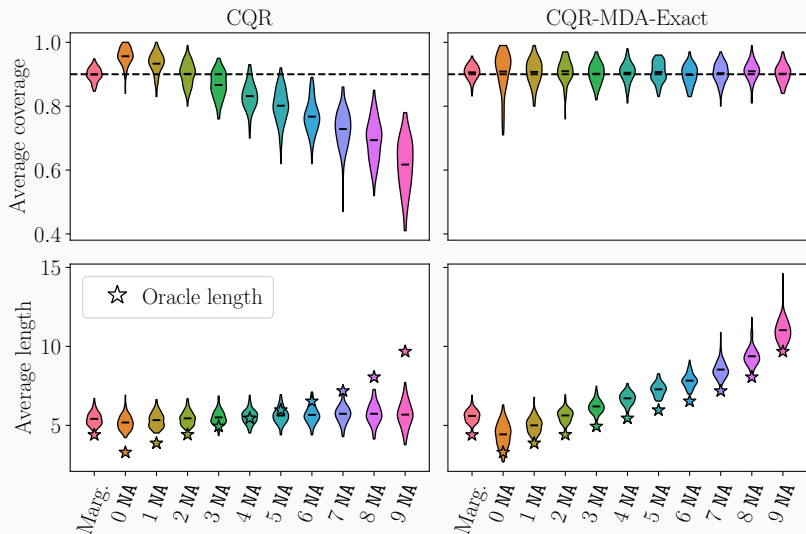 CQR
CQR-MDA-Exact
Average coverage
1.0
0.8
0.6
0.4
Average length
15
10
5
Oracle length
Marg.
0 NA
1 NA
2 NA
3 NA
4 NA
5 NA
6 NA
7 NA
8 NA
9 NA
Marg.
0 NA
1 NA
2 NA
3 NA
4 NA
5 NA
6 NA
7 NA
8 NA
9 NA